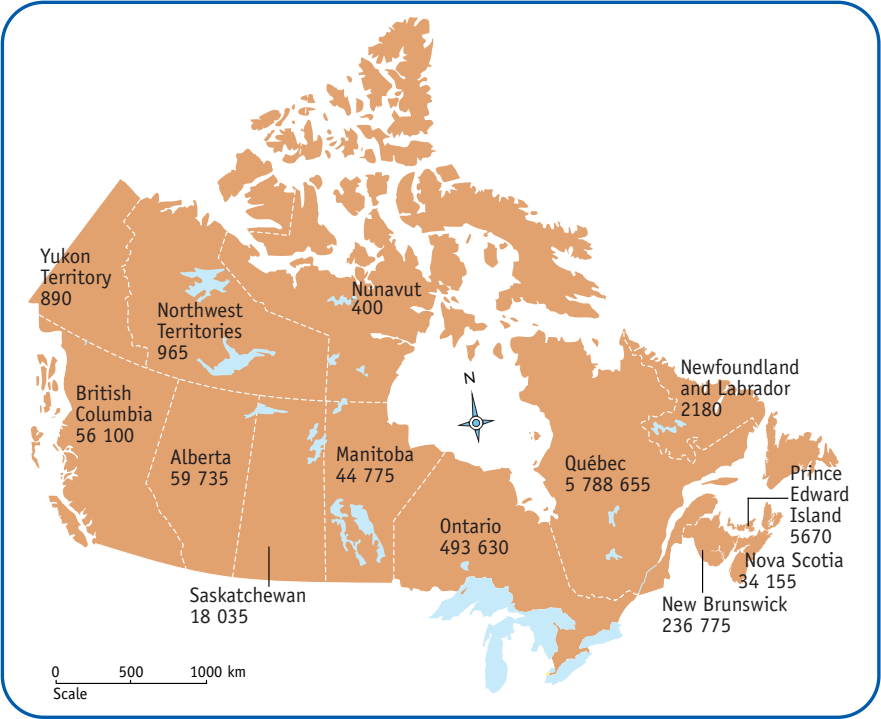 Yukon
Territory
890
Northwest
Territories
965
Nunavut
400
British
Columbia
56 100
Alberta
59 735
Saskatchewan
18 035
Manitoba
44 775
Ontario
493 630
Québec
5 788 655
Newfoundland
and Labrador
2180
Prince
Edward
Island
5670
Nova Scotia
34 155
New Brunswick
236 775
N
0 500 1000 km
Scale